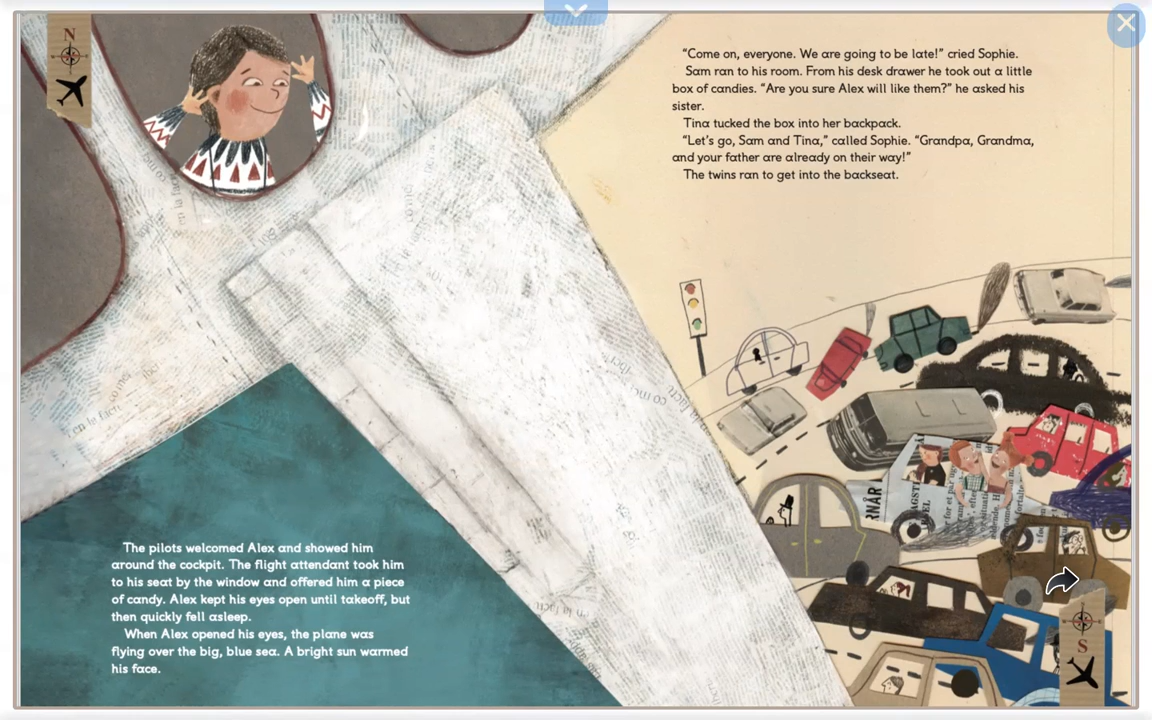 N
The pilots welcomed Alex and showed him
around the cockpit. The flight attendant took him
to his seat by the window and offered him a piece
of candy. Alex kept his eyes open until takeoff, but
then quickly fell asleep.
When Alex opened his eyes, the plane was
flying over the big, blue sea. A bright sun warmed
his face.
“Come on, everyone. We are going to be late!” cried Sophie.
Sam ran to his room. From his desk drawer he took out a little
box of candies. “Are you sure Alex will like them?” he asked his
sister.
Tina tucked the box into her backpack.
“Let’s go, Sam and Tina,” called Sophie. “Grandpa, Grandma,
and your father are already on their way!”
The twins ran to get into the backseat.
RNÅR
S